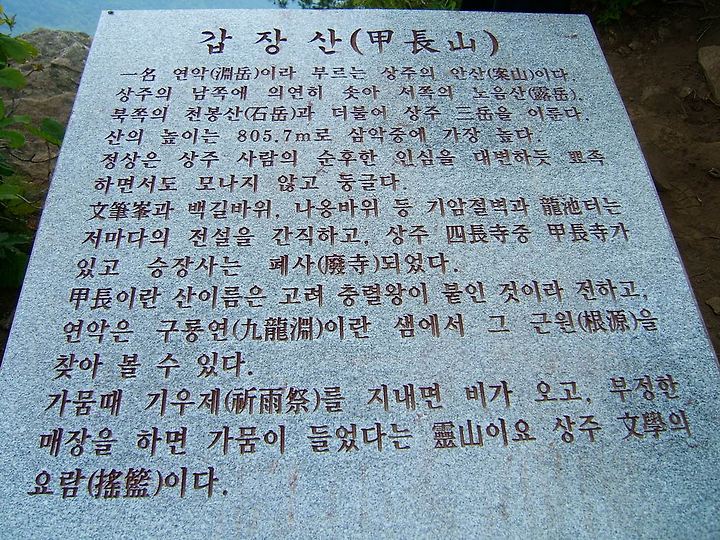 갑장산(甲長山)
一名 연악(淵岳)이라 부르는 상주의 안산(案山)이다.
상주의 남쪽에 의연히 솟아 서쪽의 노음산(露岳),
북쪽의 천봉산(石岳)과 더불어 상주 三岳을 이룬다.
산의 높이는 805.7m로 삼악중에 가장 높다.
정상은 상주 사람의 순후한 인심을 대변하듯
하면서도 모나지 않고 둥글다.
文筆峯과 백길바위, 나옹바위 등 기암절벽과 龍池터는
저마다의 전설을 간직하고, 상주 四長寺중 甲長寺가
있고 승장사는 폐사(廢寺)되었다.
甲長이란 산이름은 고려 충렬왕이 붙인 것이라 전하고,
연악은 구룡연(九龍淵)이란 샘에서 그 근원(根源)을
찾아 볼 수 있다.
가뭄때 기우제(祈雨祭)를 지내면 비가 오고, 부정한
매장을 하면 가뭄이 들었다는 靈山이요 상주 文學의
요람(搖籃)이다.